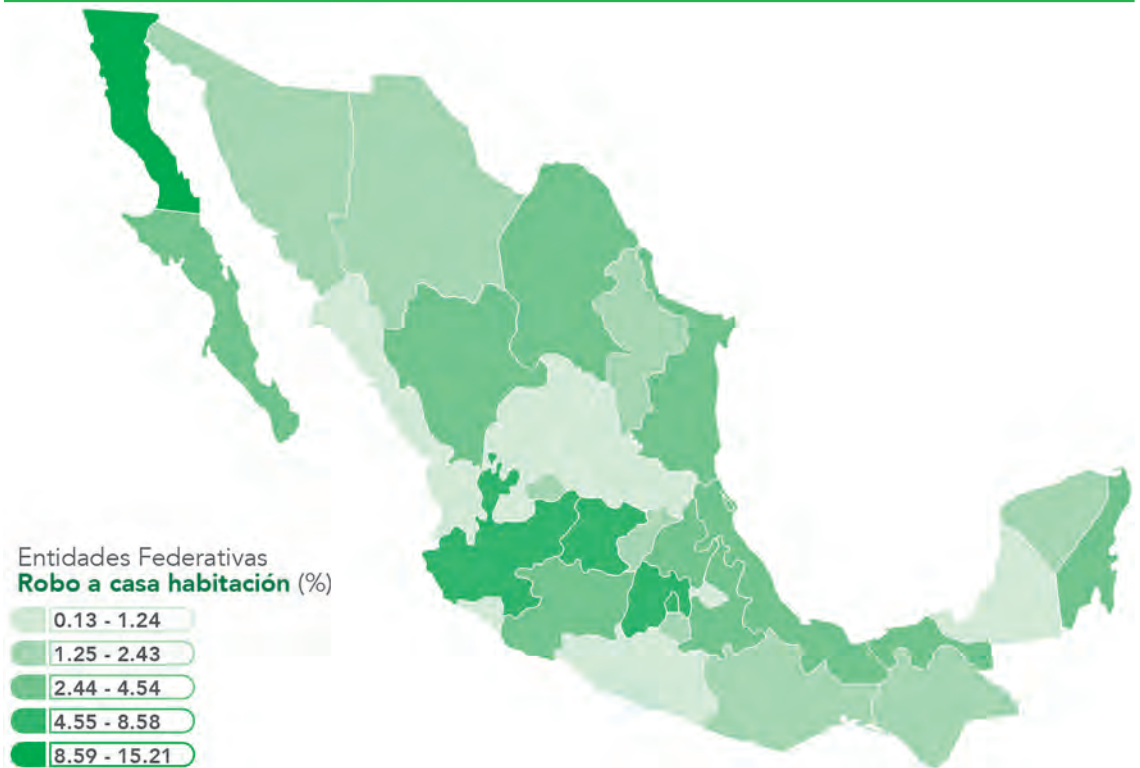 Entidades Federativas
Robo a casa habitación (%)
0.13 - 1.24
1.25 - 2.43
2.44 - 4.54
4.55 - 8.58
8.59 - 15.21